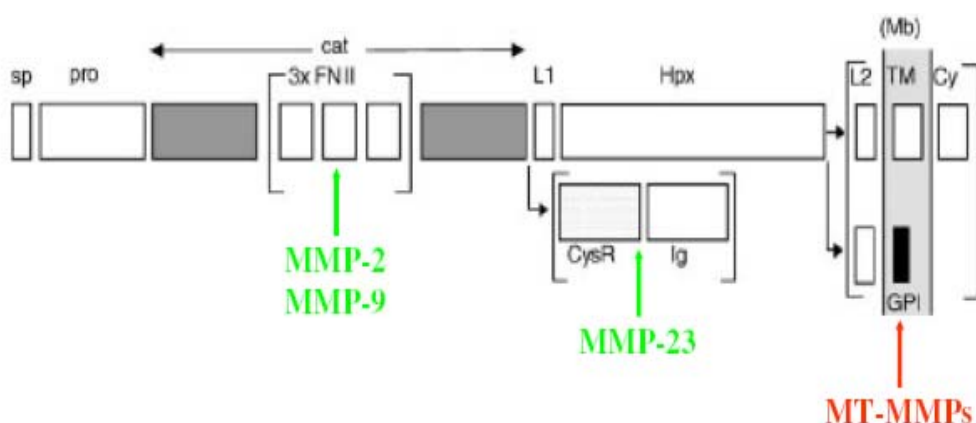 (Mb)
cat
sp pro 3x FN II L1 Hpx L2 TM Cy
CysR Ig
GPI
MMP-2
MMP-9
MMP-23
MT-MMPs